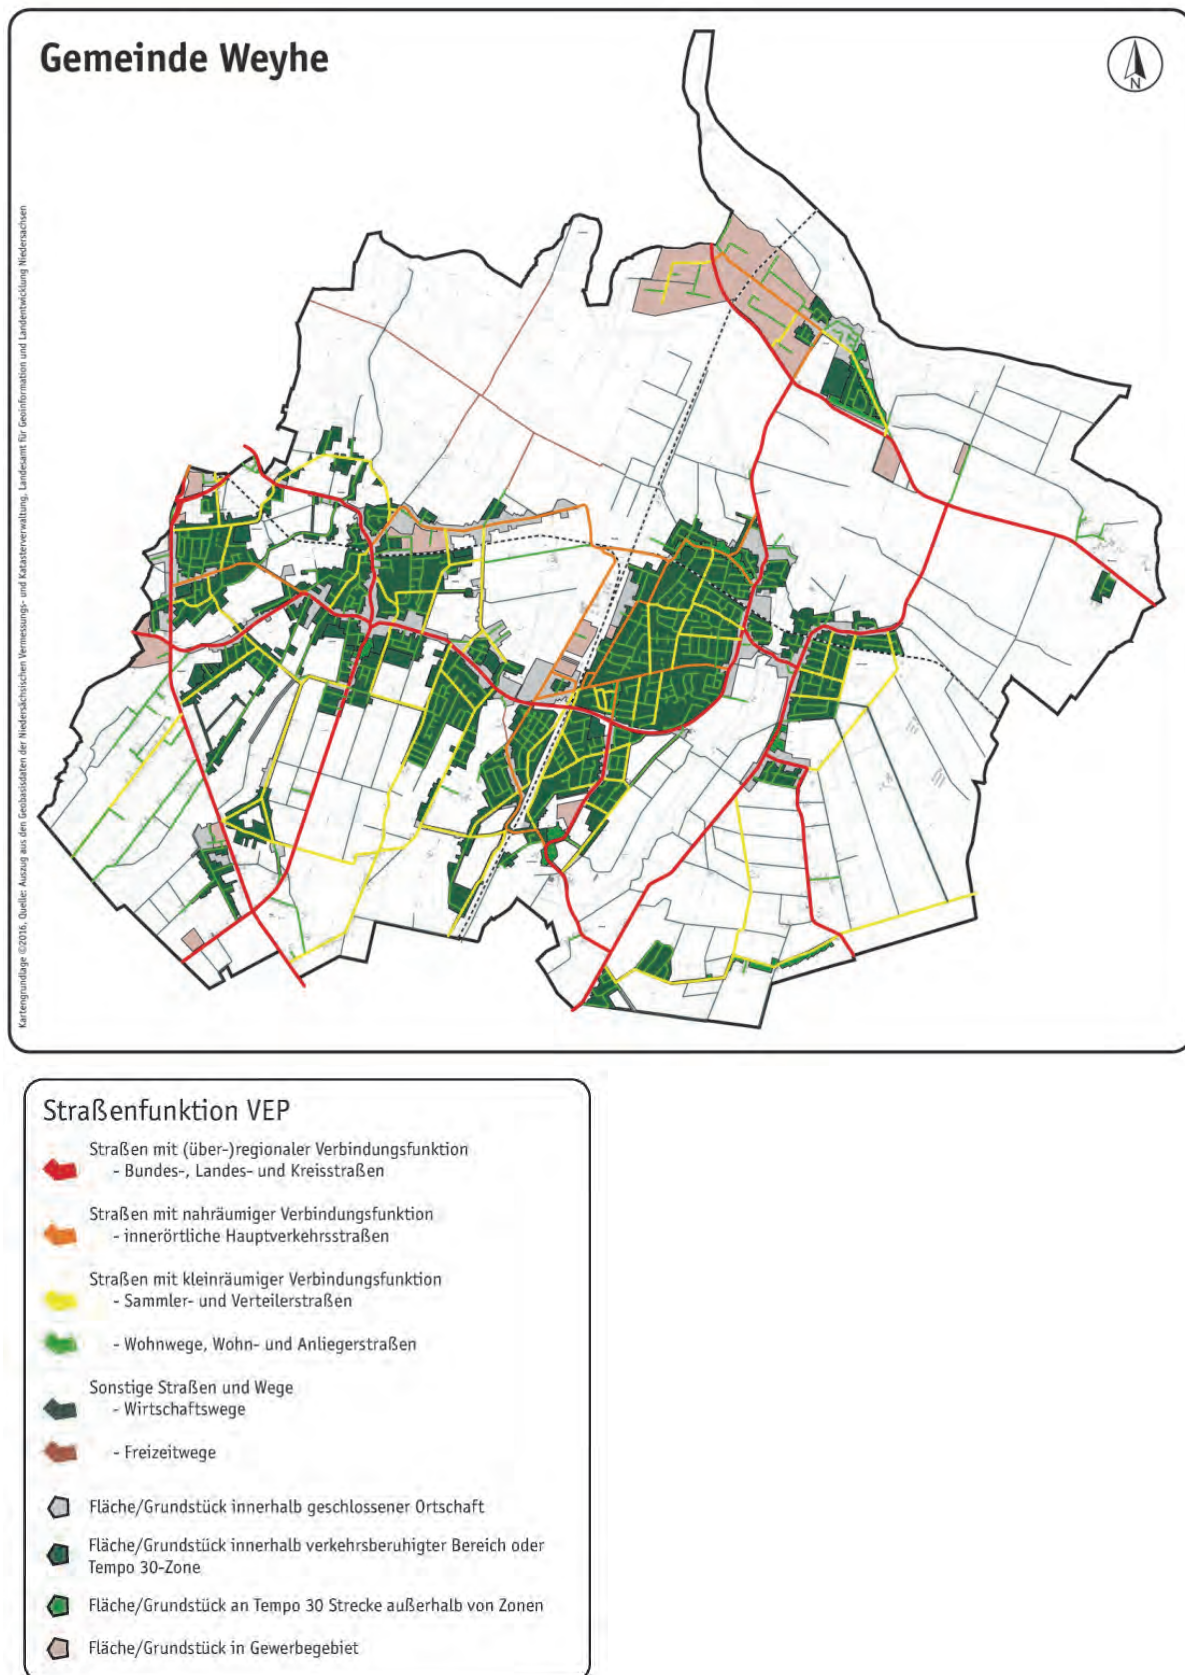 Gemeinde Weyhe
N
Kartengrundlage ©2016, Quelle: Auszug aus den Geobasisdaten der Niedersächsischen Vermessungs- und Katasterverwaltung, Landesamt für Geoinformation und Landentwicklung Niedersachsen
Straßenfunktion VEP
Straßen mit (über-)regionaler Verbindungsfunktion
- Bundes-, Landes- und Kreisstraßen
Straßen mit nahräumiger Verbindungsfunktion
- innerörtliche Hauptverkehrsstraßen
Straßen mit kleinräumiger Verbindungsfunktion
- Sammler- und Verteilerstraßen
- Wohnwege, Wohn- und Anliegerstraßen
Sonstige Straßen und Wege
- Wirtschaftswege
- Freizeitwege
Fläche/Grundstück innerhalb geschlossener Ortschaft
Fläche/Grundstück innerhalb verkehrsberuhigter Bereich oder
Tempo 30-Zone
Fläche/Grundstück an Tempo 30 Strecke außerhalb von Zonen
Fläche/Grundstück in Gewerbegebiet